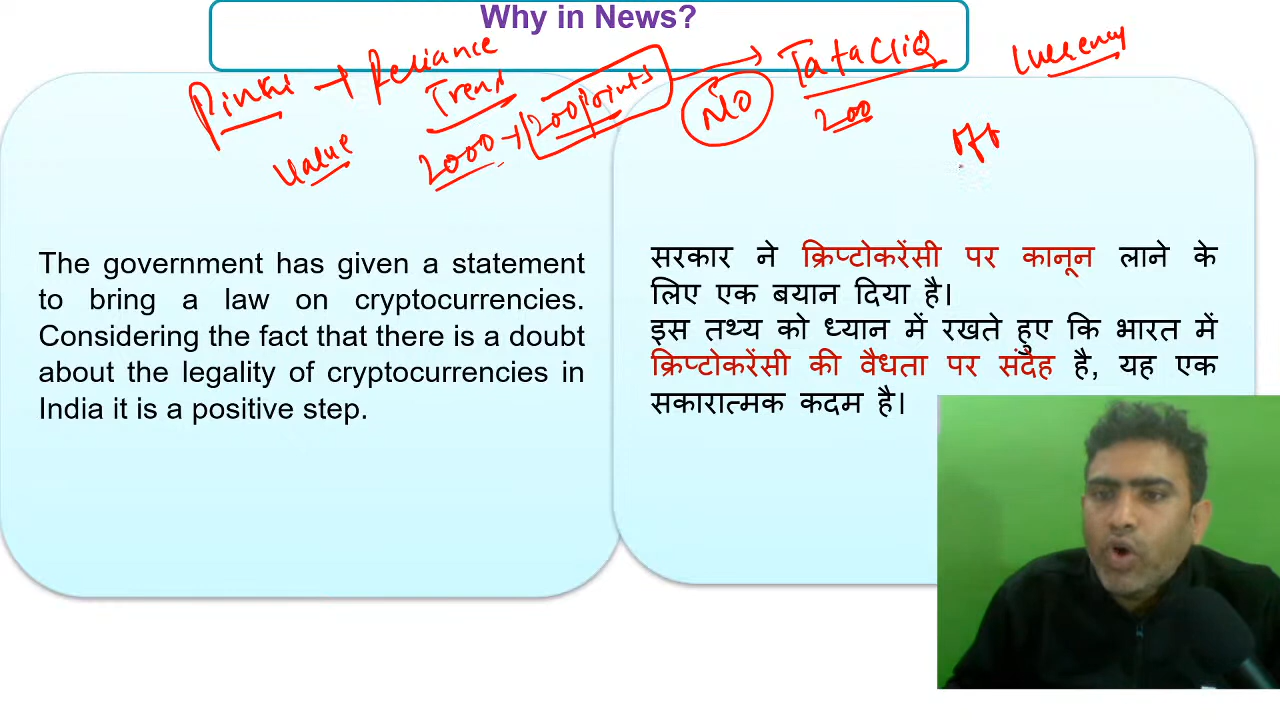 Why in News?
Pinki → Reliance Trend
Value
2000 → 200 points
No
TataCliQ
200
Currency
The government has given a statement
to bring a law on cryptocurrencies.
Considering the fact that there is a doubt
about the legality of cryptocurrencies in
India it is a positive step.
सरकार ने क्रिप्टोकरेंसी पर कानून लाने के
लिए एक बयान दिया है।
इस तथ्य को ध्यान में रखते हुए कि भारत में
क्रिप्टोकरेंसी की वैधता पर संदेह है, यह एक
सकारात्मक कदम है।